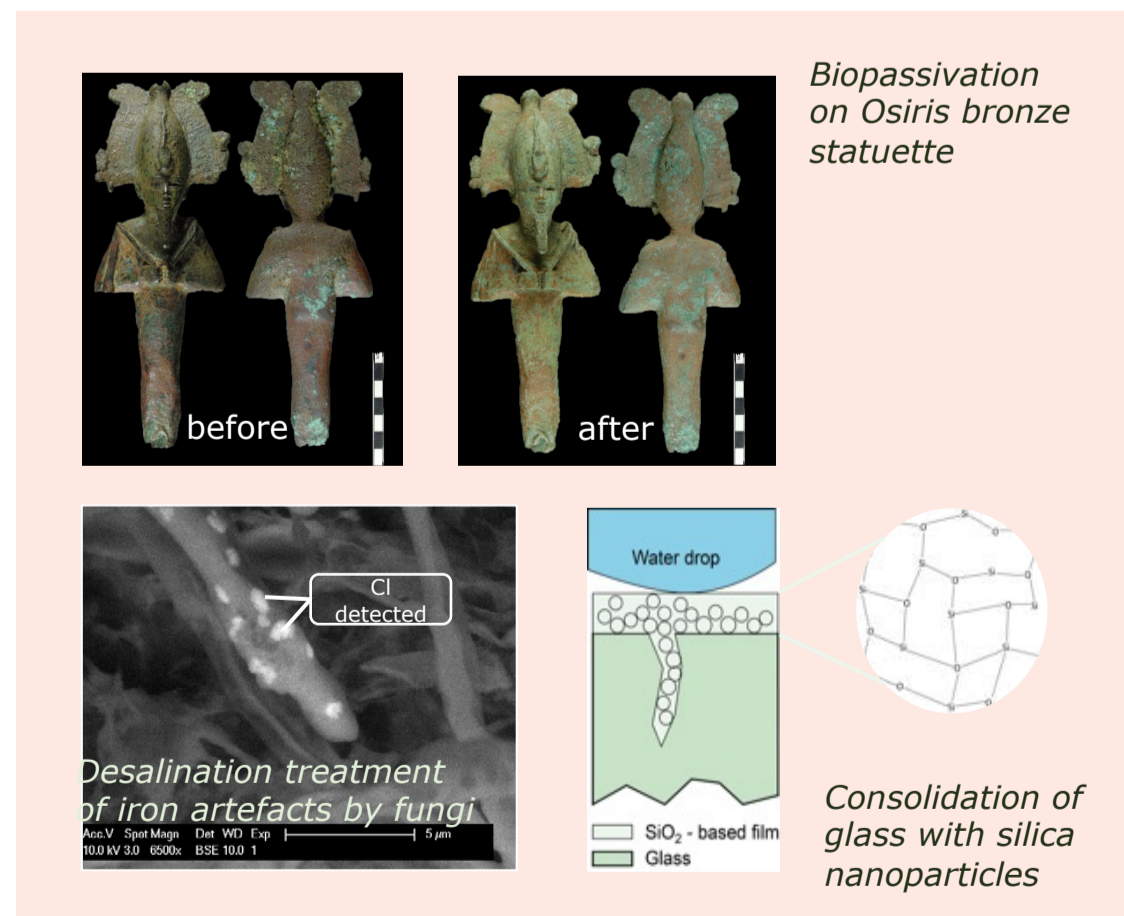 Biopassivation
on Osiris bronze
statuette
before
after
Cl
detected
Desalination treatment
of iron artefacts by fungi
Acc.V Spot Magn Det WD Exp 5 µm
10.0 kV 3.0 6500x BSE 10.0 1
Water drop
SiO₂ - based film
Glass
Consolidation of
glass with silica
nanoparticles